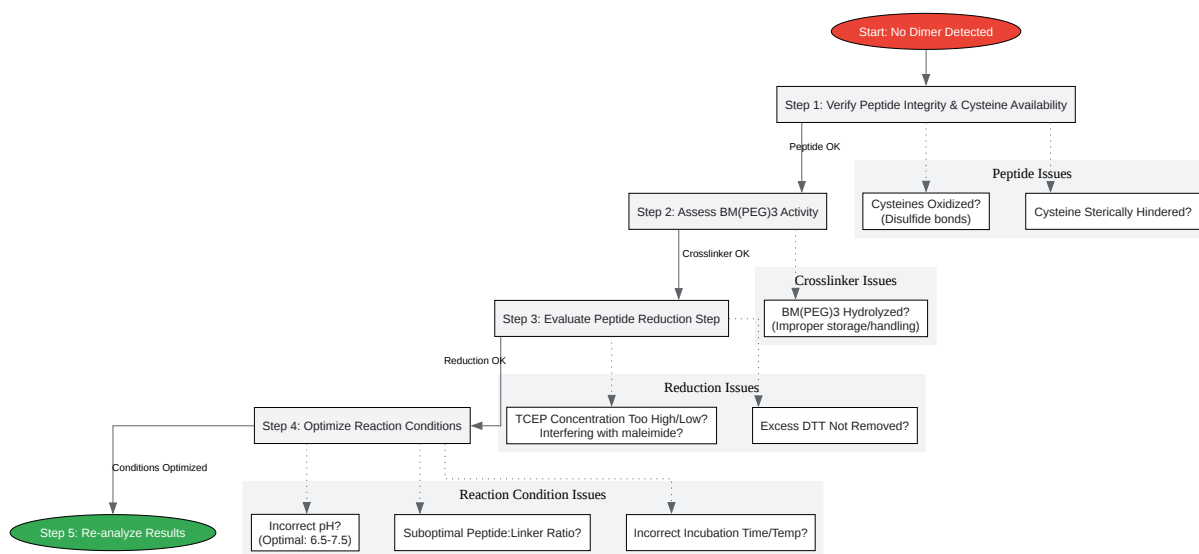 Start: No Dimer Detected
Step 1: Verify Peptide Integrity & Cysteine Availability
Peptide OK
Peptide Issues
Cysteines Oxidized?
(Disulfide bonds)
Cysteine Sterically Hindered?
Step 2: Assess BM(PEG)3 Activity
Crosslinker OK
Crosslinker Issues
BM(PEG)3 Hydrolyzed?
(Improper storage/handling)
Step 3: Evaluate Peptide Reduction Step
Reduction OK
Reduction Issues
TCEP Concentration Too High/Low?
Interfering with maleimide?
Excess DTT Not Removed?
Step 4: Optimize Reaction Conditions
Conditions Optimized
Reaction Condition Issues
Incorrect pH?
(Optimal: 6.5-7.5)
Suboptimal Peptide:Linker Ratio?
Incorrect Incubation Time/Temp?
Step 5: Re-analyze Results